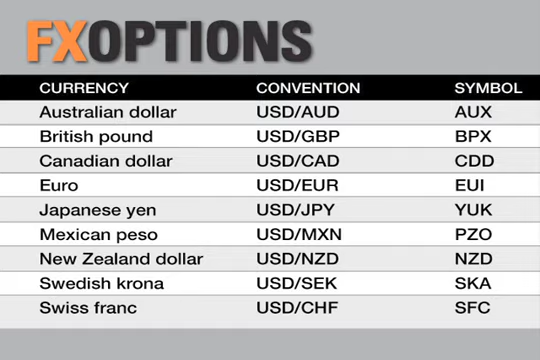 FXOPTIONS
CURRENCY CONVENTION SYMBOL
Australian dollar USD/AUD AUX
British pound USD/GBP BPX
Canadian dollar USD/CAD CDD
Euro USD/EUR EUI
Japanese yen USD/JPY YUK
Mexican peso USD/MXN PZO
New Zealand dollar USD/NZD NZD
Swedish krona USD/SEK SKA
Swiss franc USD/CHF SFC